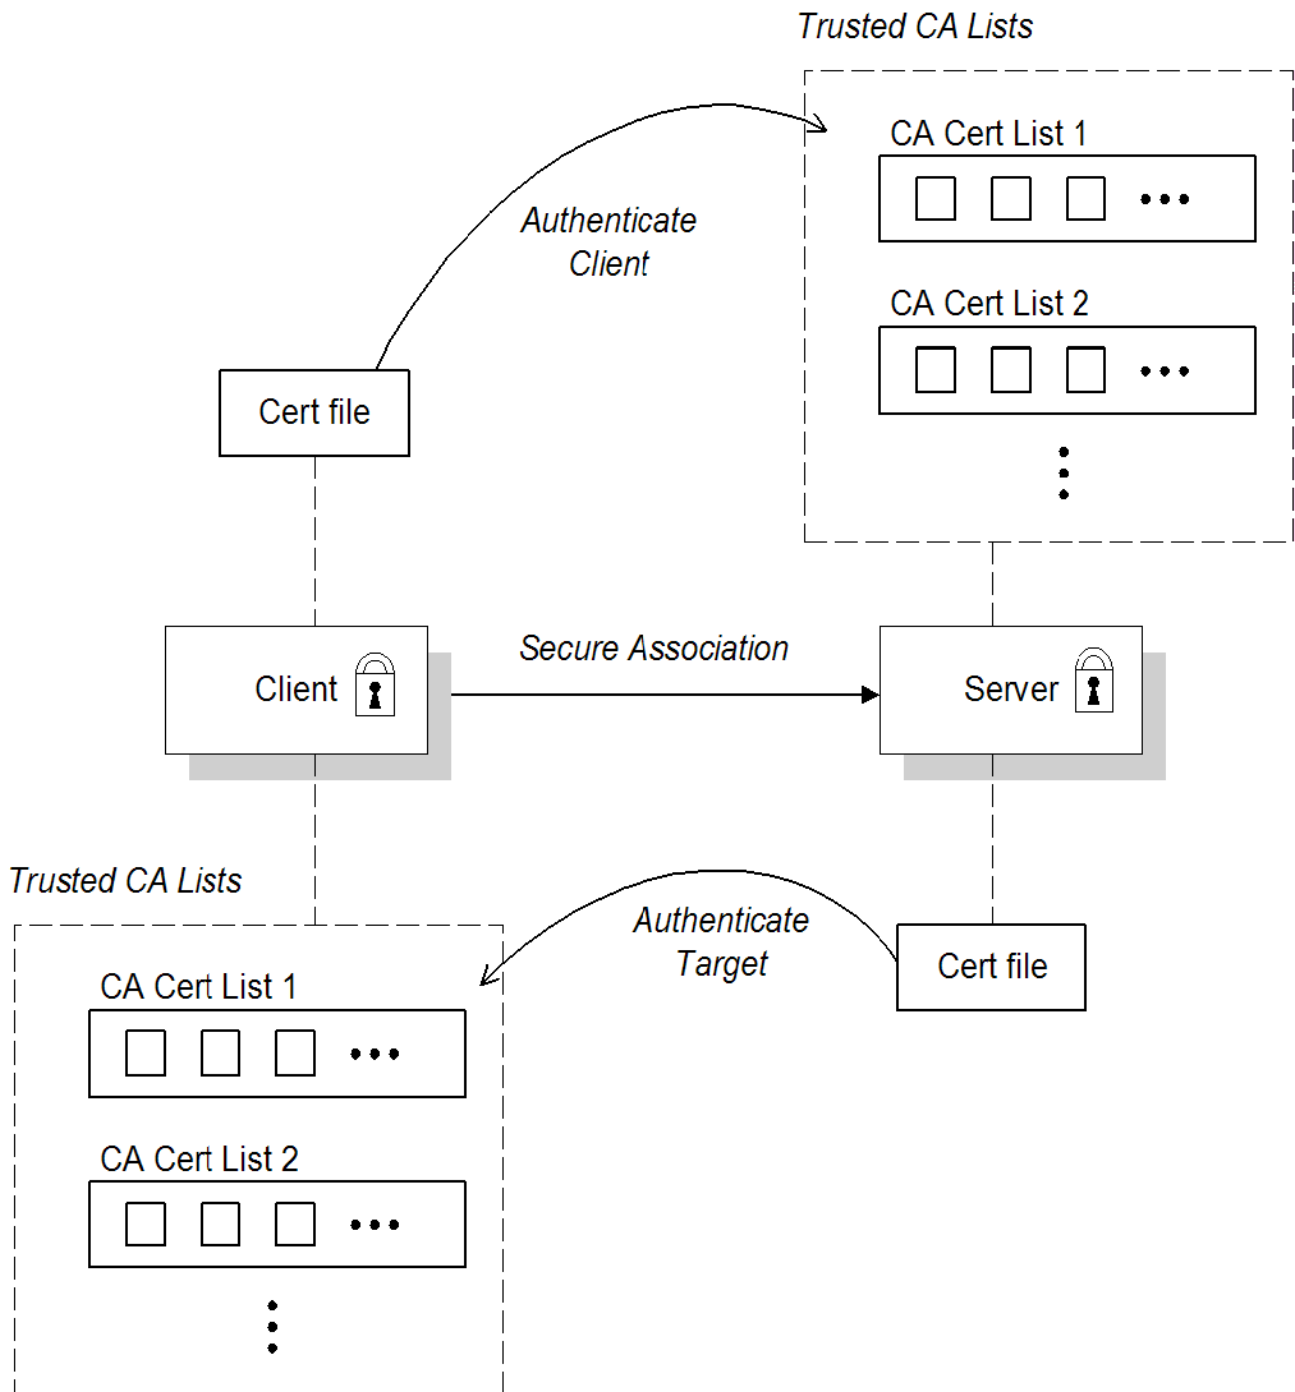 Trusted CA Lists
CA Cert List 1
Authenticate
Client
CA Cert List 2
Cert file
Secure Association
Client
Server
Trusted CA Lists
Authenticate
Target
Cert file
CA Cert List 1
CA Cert List 2